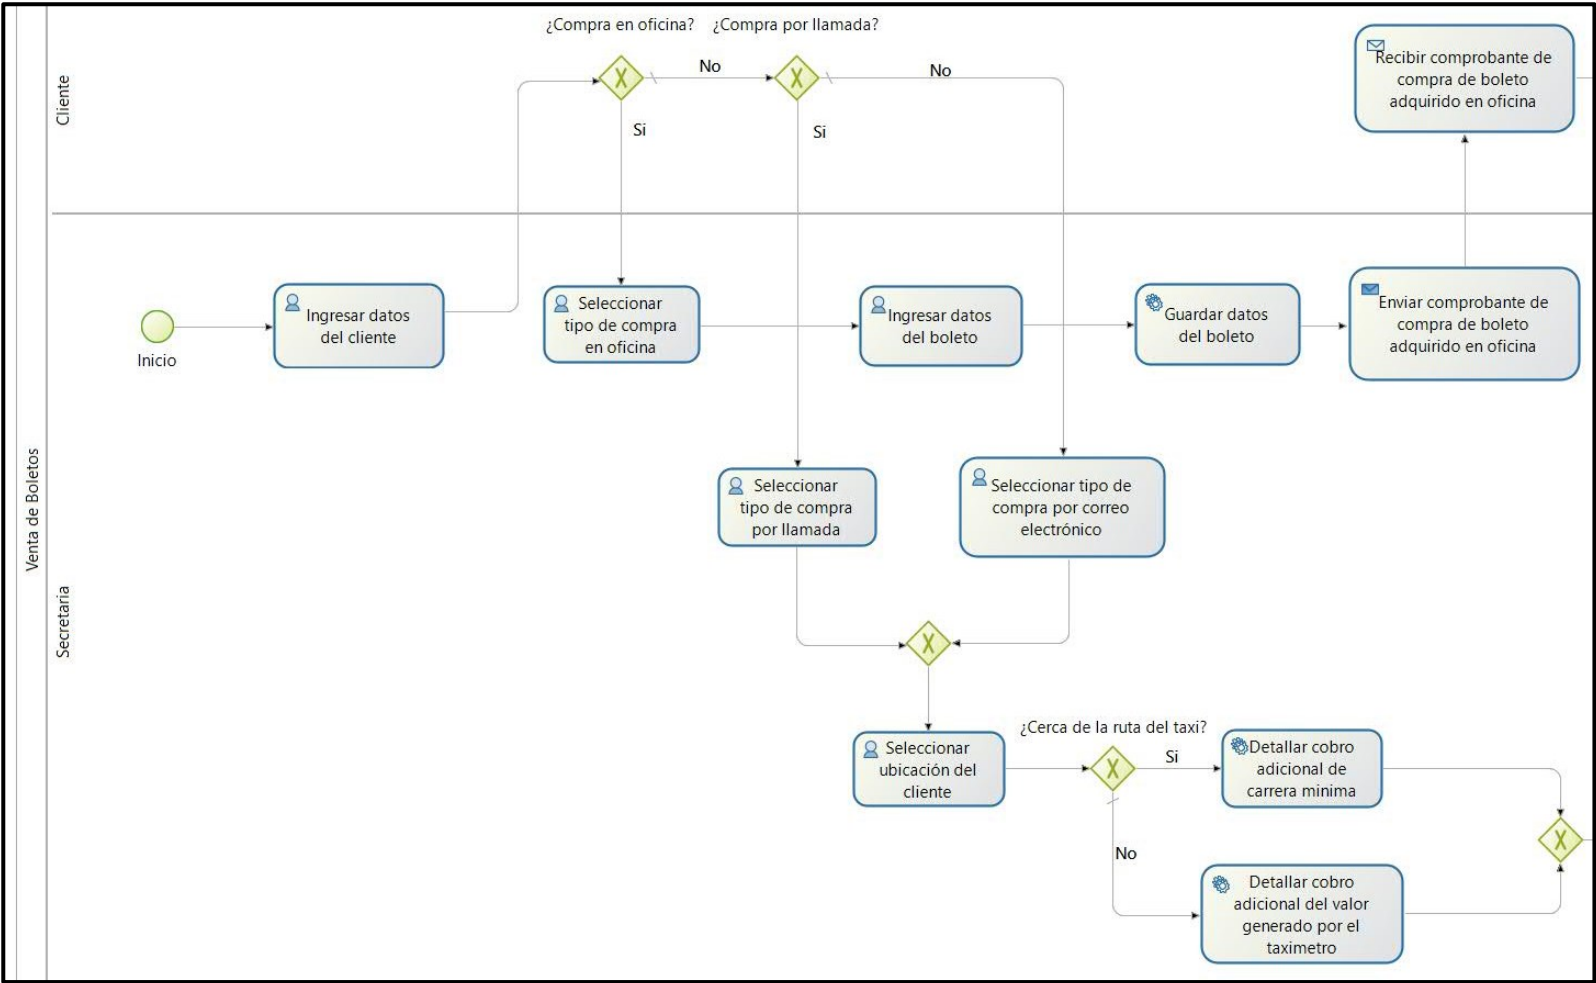 ¿Compra en oficina?
¿Compra por llamada?
No
No
Si
Si
Cliente
Recibir comprobante de
compra de boleto
adquirido en oficina
Venta de Boletos
Secretaria
Inicio
Ingresar datos
del cliente
Seleccionar
tipo de compra
en oficina
Ingresar datos
del boleto
Guardar datos
del boleto
Enviar comprobante de
compra de boleto
adquirido en oficina
Seleccionar
tipo de compra
por llamada
Seleccionar tipo de
compra por correo
electrónico
Seleccionar
ubicación del
cliente
¿Cerca de la ruta del taxi?
Si
No
Detallar cobro
adicional de
carrera minima
Detallar cobro
adicional del valor
generado por el
taximetro